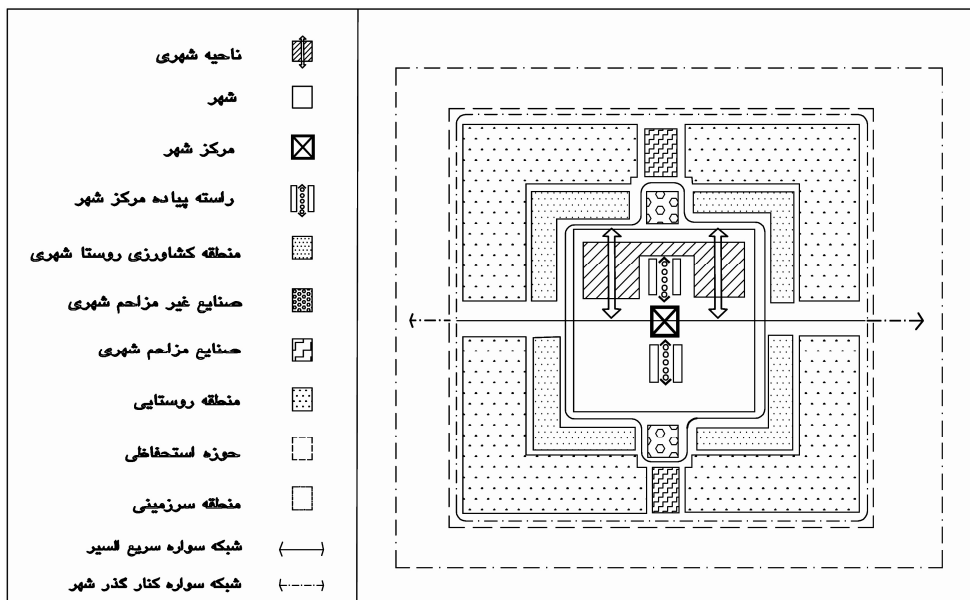 ناحیه شهری
شهر
مرکز شهر
راسته پیاده مرکز شهر
منطقه کشاورزی روستا شهری
صنایع غیر مزاحم شهری
صنایع مزاحم شهری
منطقه روستایی
حوزه استحفاظی
منطقه سرزمینی
شبکه سواره سریع السیر
شبکه سواره کنار گذر شهر